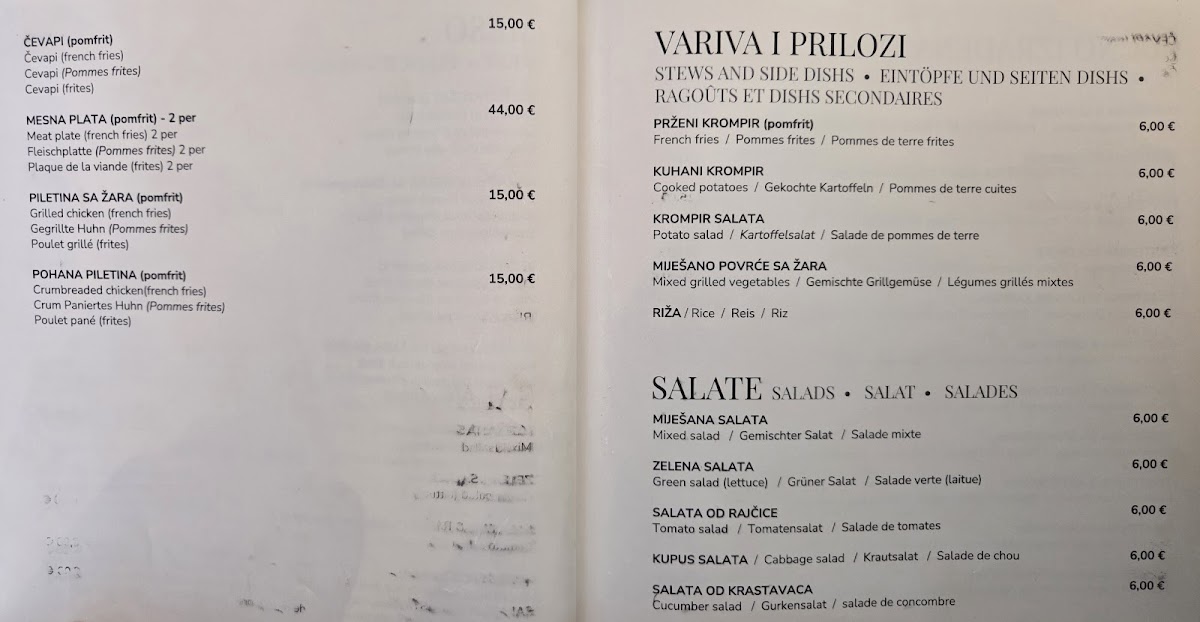 15,00 €
ČEVAPI (pomfrit)
Čevapi (french fries)
Cevapi (Pommes frites)
Cevapi (frites)
44,00 €
MESNA PLATA (pomfrit) - 2 per
Meat plate (french fries) 2 per
Fleischplatte (Pommes frites) 2 per
Plaque de la viande (frites) 2 per
PILETINA SA ŽARA (pomfrit) 15,00 €
Grilled chicken (french fries)
Gegrillte Huhn (Pommes frites)
Poulet grillé (frites)
POHANA PILETINA (pomfrit) 15,00 €
Crumbreaded chicken(french fries)
Crum Paniertes Huhn (Pommes frites)
Poulet pané (frites)
VARIVA I PRILOZI
STEWS AND SIDE DISHS • EINTÖPFE UND SEITEN DISHS •
RAGOÛTS ET DISHS SECONDAIRES
PRŽENI KROMPIR (pomfrit) 6,00 €
French fries / Pommes frites / Pommes de terre frites
KUHANI KROMPIR 6,00 €
Cooked potatoes / Gekochte Kartoffeln / Pommes de terre cuites
KROMPIR SALATA 6,00 €
Potato salad / Kartoffelsalat / Salade de pommes de terre
MIJEŠANO POVRĆE SA ŽARA 6,00 €
Mixed grilled vegetables / Gemischte Grillgemüse / Légumes grillés mixtes
RIŽA / Rice / Reis / Riz 6,00 €
SALATE SALADS • SALAT • SALADES
MIJEŠANA SALATA 6,00 €
Mixed salad / Gemischter Salat / Salade mixte
ZELENA SALATA 6,00 €
Green salad (lettuce) / Grüner Salat / Salade verte (laitue)
SALATA OD RAJČICE 6,00 €
Tomato salad / Tomatensalat / Salade de tomates
KUPUS SALATA / Cabbage salad / Krautsalat / Salade de chou 6,00 €
SALATA OD KRASTAVACA 6,00 €
Cucumber salad / Gurkensalat / salade de concombre